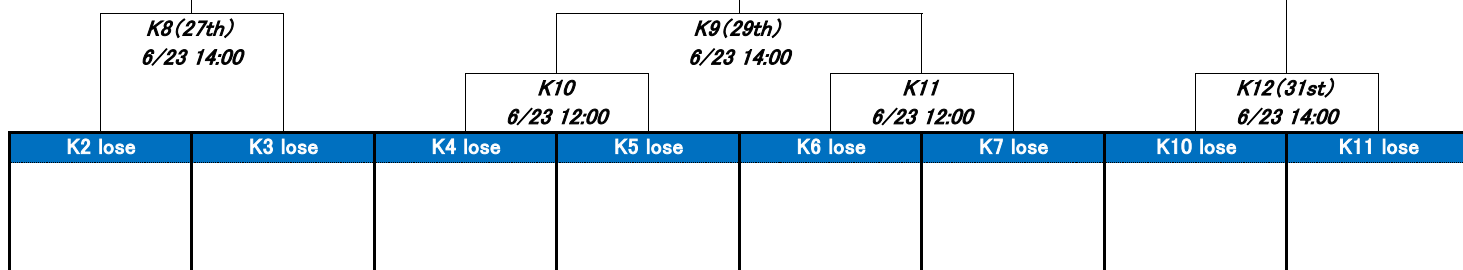 K8(27th)
6/23 14:00
K9(29th)
6/23 14:00
K10
6/23 12:00
K11
6/23 12:00
K12(31st)
6/23 14:00
K2 lose
K3 lose
K4 lose
K5 lose
K6 lose
K7 lose
K10 lose
K11 lose